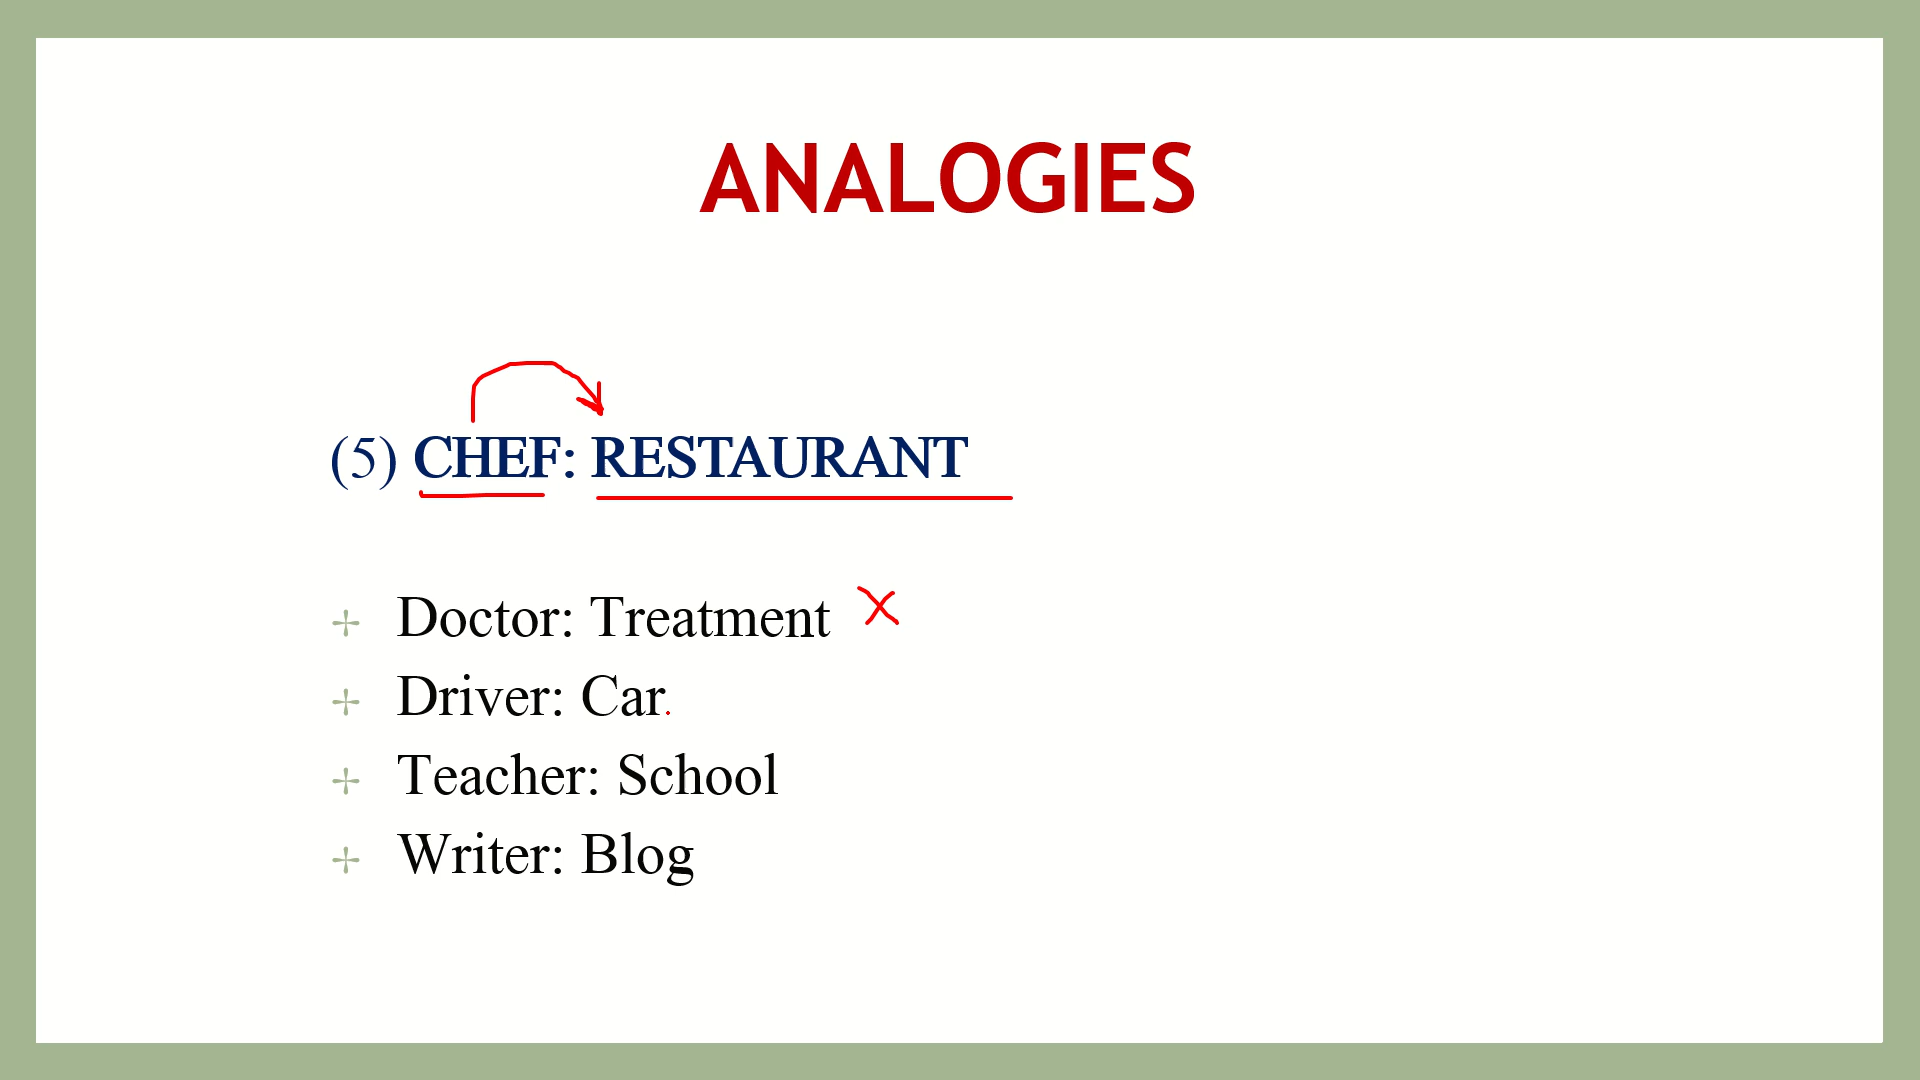 ANALOGIES
(5) CHEF: RESTAURANT
Doctor: Treatment
Driver: Car
Teacher: School
Writer: Blog